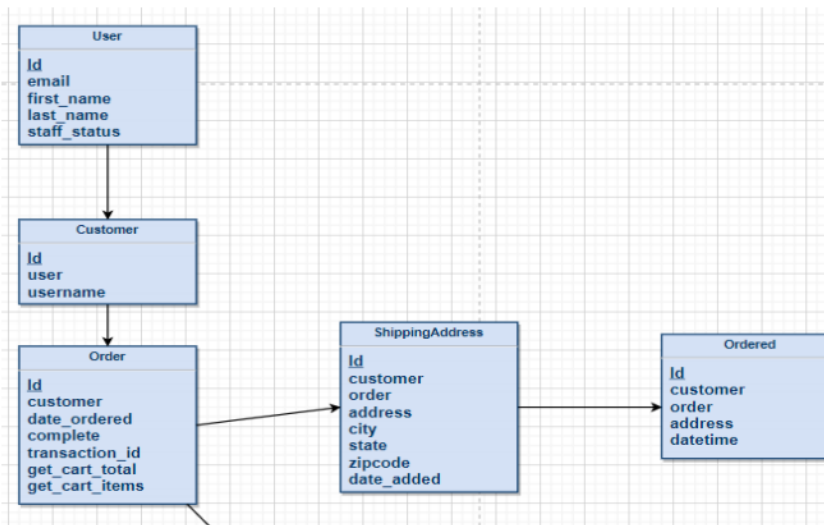 User
Id
email
first_name
last_name
staff_status
Customer
Id
user
username
Order
Id
customer
date_ordered
complete
transaction_id
get_cart_total
get_cart_items
ShippingAddress
Id
customer
order
address
city
state
zipcode
date_added
Ordered
Id
customer
order
address
datetime